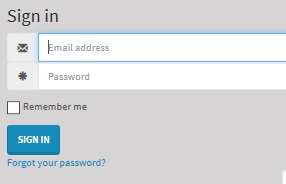 Sign in
Email address
Password
Remember me
SIGN IN
Forgot your password?